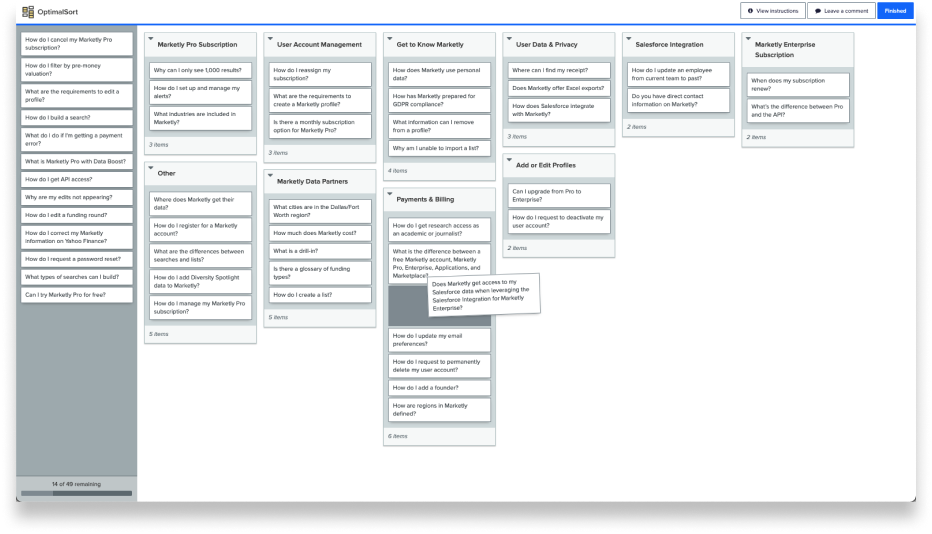 OptimalSort
View instructions
Leave a comment
Finished
How do I cancel my Marketly Pro
subscription?
How do I filter by pre-money
valuation?
What are the requirements to edit a
profile?
How do I build a search?
What do I do if I'm getting a payment
error?
What is Marketly Pro with Data Boost?
How do I get API access?
Why are my edits not appearing?
How do I edit a funding round?
How do I correct my Marketly
information on Yahoo Finance?
How do I request a password reset?
What types of searches can I build?
Can I try Marketly Pro for free?
14 of 49 remaining
Marketly Pro Subscription
Why can I only see 1,000 results?
How do I set up and manage my
alerts?
What industries are included in
Marketly?
3 items
Other
Where does Marketly get their
data?
How do I register for a Marketly
account?
What are the differences between
searches and lists?
How do I add Diversity Spotlight
data to Marketly?
How do I manage my Marketly Pro
subscription?
5 items
User Account Management
How do I reassign my
subscription?
What are the requirements to
create a Marketly profile?
Is there a monthly subscription
option for Marketly Pro?
3 items
Marketly Data Partners
What cities are in the Dallas/Fort
Worth region?
How much does Marketly cost?
What is a drill-in?
Is there a glossary of funding
types?
How do I create a list?
5 items
Get to Know Marketly
How does Marketly use personal
data?
How has Marketly prepared for
GDPR compliance?
What information can I remove
from a profile?
Why am I unable to import a list?
4 items
Payments & Billing
How do I get research access as
an academic or journalist?
What is the difference between a
free Marketly account, Marketly
Pro, Enterprise, Applications, and
Marketplace?
Does Marketly get access to my
Salesforce data when leveraging the
Salesforce Integration for Marketly
Enterprise?
How do I update my email
preferences?
How do I request to permanently
delete my user account?
How do I add a founder?
How are regions in Marketly
defined?
6 items
User Data & Privacy
Where can I find my receipt?
Does Marketly offer Excel exports?
How does Salesforce integrate
with Marketly?
3 items
Add or Edit Profiles
Can I upgrade from Pro to
Enterprise?
How do I request to deactivate my
user account?
2 items
Salesforce Integration
How do I update an employee
from current team to past?
Do you have direct contact
information on Marketly?
2 items
Marketly Enterprise
Subscription
When does my subscription
renew?
What's the difference between Pro
and the API?
2 items